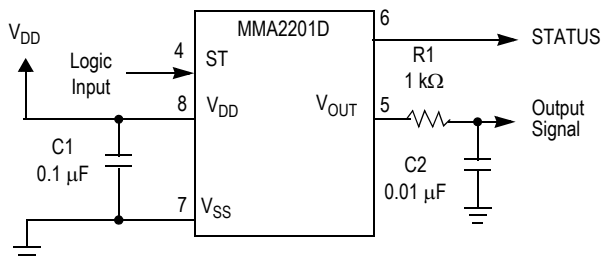 MMA2201D
6
STATUS
V_DD
4
ST
Logic
Input
R1
1 kΩ
8
V_DD
V_OUT
5
Output
Signal
C1
0.1 μF
C2
0.01 μF
7
V_SS